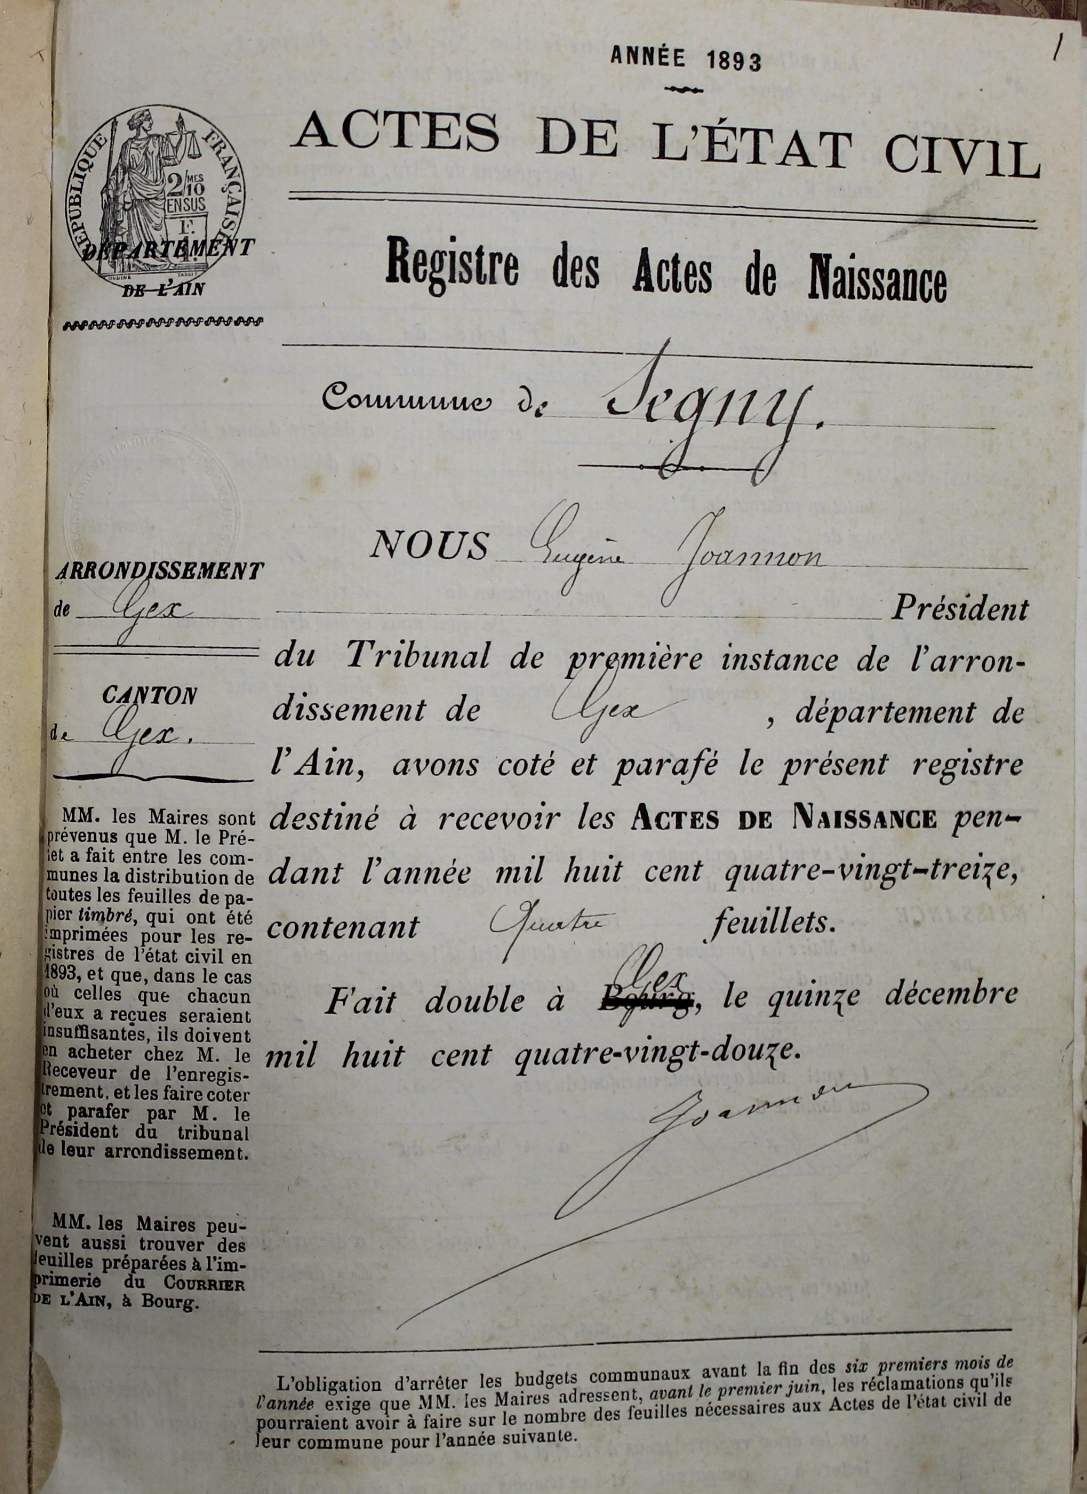 1
ANNÉE 1893
ACTES DE L'ÉTAT CIVIL
RÉPUBLIQUE FRANÇAISE
2/10 MES
EN SUS
DÉPARTEMENT
DE L'AIN
Registre des Actes de Naissance
Commune de Segny.
NOUS Eugène Joannon
Président
du Tribunal de première instance de l'arron-
dissement de Gex, département de
l'Ain, avons coté et parafé le présent registre
destiné à recevoir les ACTES DE NAISSANCE pen-
dant l'année mil huit cent quatre-vingt-treize,
contenant Quatre feuillets.
Fait double à Bourg Gex, le quinze décembre
mil huit cent quatre-vingt-douze.
Joannon
ARRONDISSEMENT
de Gex
CANTON
de Gex.
MM. les Maires sont
prévenus que M. le Pré-
fet a fait entre les com-
munes la distribution de
toutes les feuilles de pa-
pier timbré, qui ont été
imprimées pour les re-
gistres de l'état civil en
1893, et que, dans le cas
où celles que chacun
d'eux a reçues seraient
insuffisantes, ils doivent
en acheter chez M. le
Receveur de l'enregis-
trement, et les faire coter
et parafer par M. le
Président du tribunal
de leur arrondissement.
MM. les Maires peu-
vent aussi trouver des
feuilles préparées à l'im-
primerie du COURRIER
DE L'AIN, à Bourg.
L'obligation d'arrêter les budgets communaux avant la fin des six premiers mois de
l'année exige que MM. les Maires adressent, avant le premier juin, les réclamations qu'ils
pourraient avoir à faire sur le nombre des feuilles nécessaires aux Actes de l'état civil de
leur commune pour l'année suivante.